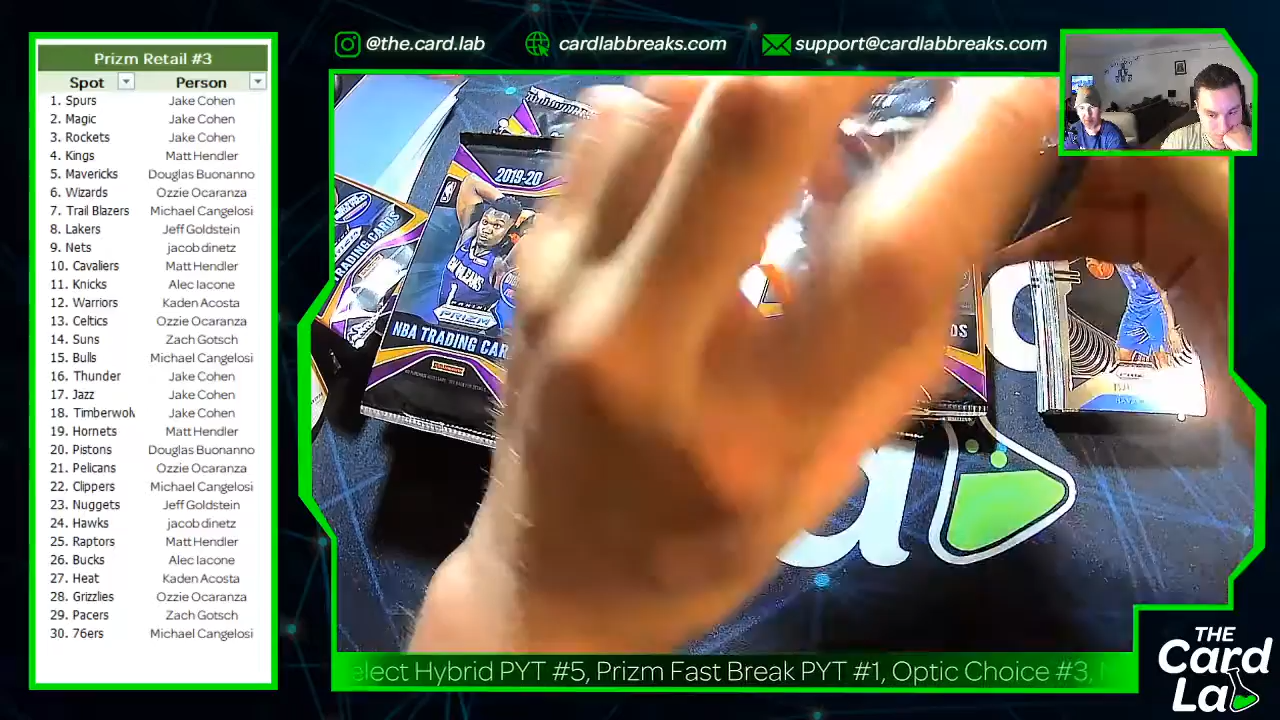 @the.card.lab
cardlabbreaks.com
support@cardlabbreaks.com
Prizm Retail #3
Spot Person
1. Spurs Jake Cohen
2. Magic Jake Cohen
3. Rockets Jake Cohen
4. Kings Matt Hendler
5. Mavericks Douglas Buonanno
6. Wizards Ozzie Ocaranza
7. Trail Blazers Michael Cangelosi
8. Lakers Jeff Goldstein
9. Nets jacob dinetz
10. Cavaliers Matt Hendler
11. Knicks Alec Iacone
12. Warriors Kaden Acosta
13. Celtics Ozzie Ocaranza
14. Suns Zach Gotsch
15. Bulls Michael Cangelosi
16. Thunder Jake Cohen
17. Jazz Jake Cohen
18. Timberwol Jake Cohen
19. Hornets Matt Hendler
20. Pistons Douglas Buonanno
21. Pelicans Ozzie Ocaranza
22. Clippers Michael Cangelosi
23. Nuggets Jeff Goldstein
24. Hawks jacob dinetz
25. Raptors Matt Hendler
26. Bucks Alec Iacone
27. Heat Kaden Acosta
28. Grizzlies Ozzie Ocaranza
29. Pacers Zach Gotsch
30. 76ers Michael Cangelosi
2019-20
TRADING CARDS
PRIZM
NBA TRADING CAR
DS
a
elect Hybrid PYT #5, Prizm Fast Break PYT #1, Optic Choice #3,
THE
Card
La